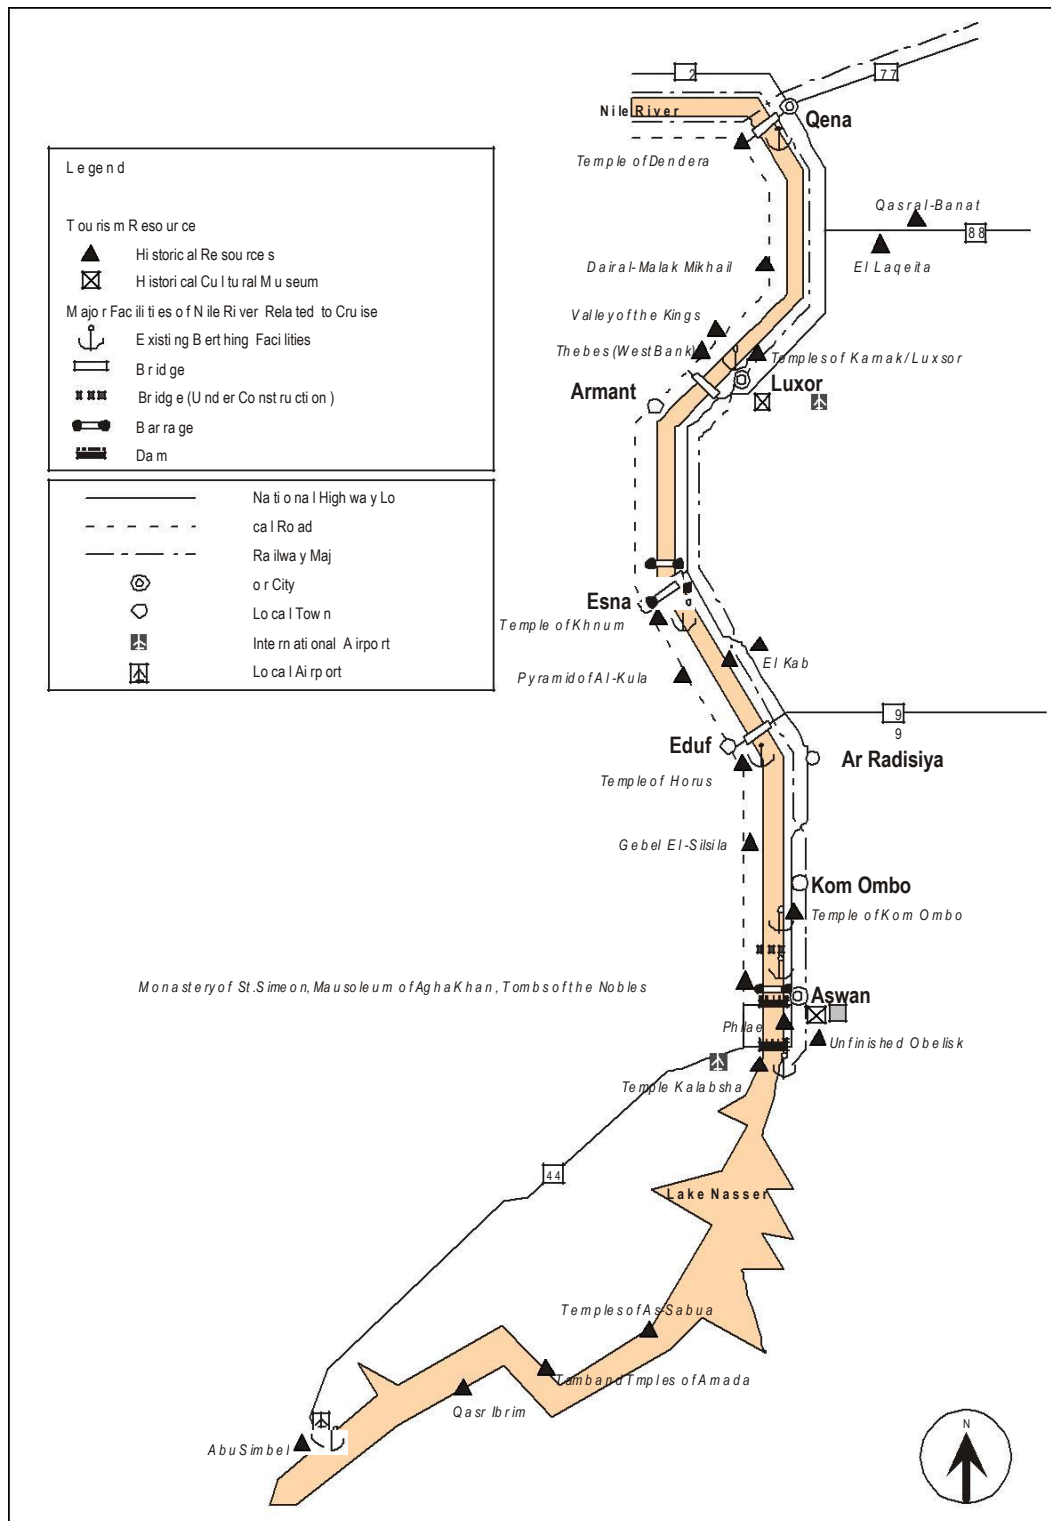 2
77
Nile River
Qena
Temple of Dendera
Legend
Tourism Resource
Historical Resources
Historical Cultural Museum
Major Facilities of Nile River Related to Cruise
Existing Berthing Facilities
Bridge
Bridge (Under Construction)
Barrage
Dam
National Highway Lo
cal Road
Railway Maj
or City
Local Town
International Airport
Local Airport
Qasral-Banat
88
El Laqeita
Dairal-Malak Mikhail
Valley of the Kings
Thebes (West Bank)
Temples of Karnak/Luxsor
Armant
Luxor
Esna
Temple of Khnum
El Kab
Pyramid of Al-Kula
9
9
Eduf
Ar Radisiya
Temple of Horus
Gebel El-Silsila
Kom Ombo
Temple of Kom Ombo
Monastery of St. Simeon, Mausoleum of Agha Khan, Tombs of the Nobles
Aswan
Philae
Unfinished Obelisk
Temple Kalabsha
44
Lake Nasser
Temples of As-Sabua
Tamb and Tmples of Amada
Qasr Ibrim
Abu Simbel
N